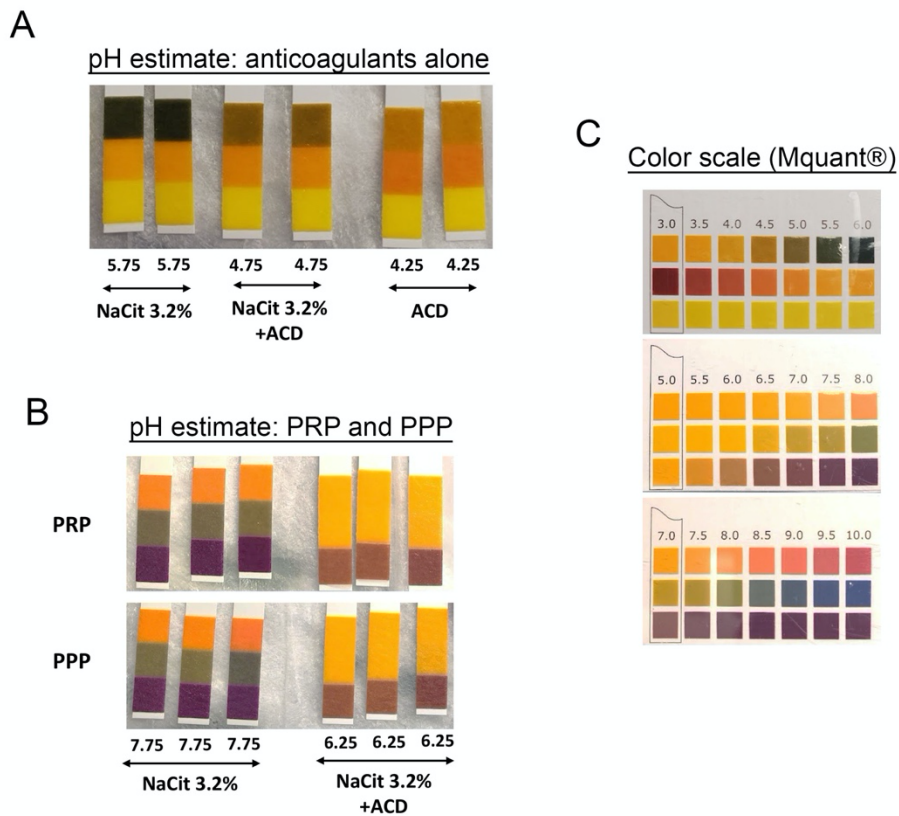 A
pH estimate: anticoagulants alone
5.75 5.75 4.75 4.75 4.25 4.25
NaCit 3.2% NaCit 3.2% ACD
+ACD
B
pH estimate: PRP and PPP
PRP
PPP
7.75 7.75 7.75 6.25 6.25 6.25
NaCit 3.2% NaCit 3.2%
+ACD
C
Color scale (Mquant®)
3.0 3.5 4.0 4.5 5.0 5.5 6.0
5.0 5.5 6.0 6.5 7.0 7.5 8.0
7.0 7.5 8.0 8.5 9.0 9.5 10.0